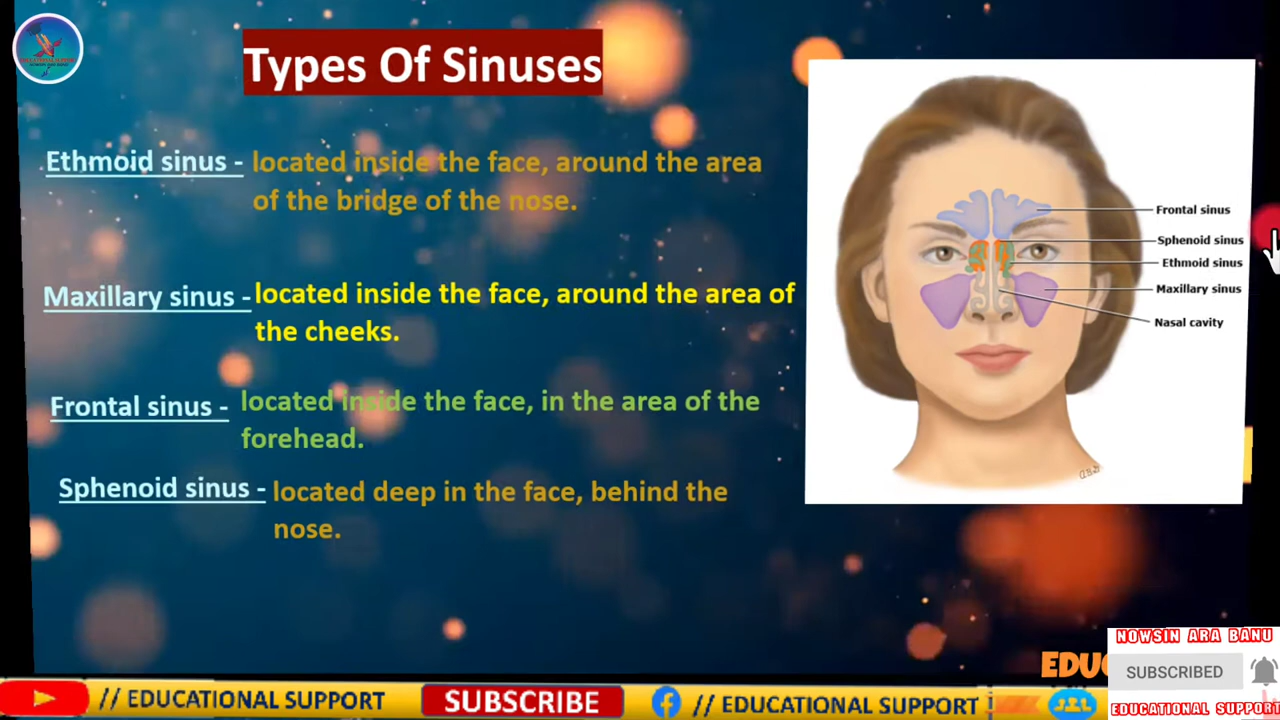 Types Of Sinuses
Ethmoid sinus - located inside the face, around the area
of the bridge of the nose.
Maxillary sinus - located inside the face, around the area of
the cheeks.
Frontal sinus - located inside the face, in the area of the
forehead.
Sphenoid sinus - located deep in the face, behind the
nose.
Frontal sinus
Sphenoid sinus
Ethmoid sinus
Maxillary sinus
Nasal cavity
NOWSIN ARA BANU
SUBSCRIBED
EDUCATIONAL SUPPORT
// EDUCATIONAL SUPPORT
SUBSCRIBE
// EDUCATIONAL SUPPORT